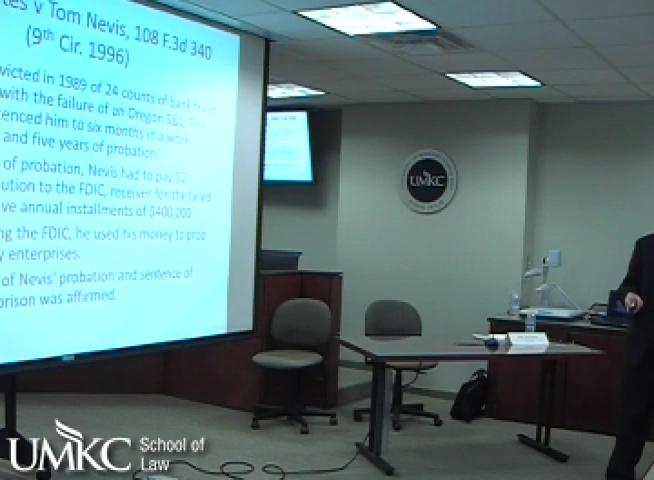 tes v Tom Nevis, 108 F.3d 340
(9th Cir. 1996)
victed in 1989 of 24 counts of bank
with the failure of an Oregon S&L. The
enced him to six months in a work
and five years of probation.
of probation, Nevis had to pay $2
ution to the FDIC, receiver for the failed
ve annual installments of $400,000.
ng the FDIC, he used his money to prop
y enterprises.
of Nevis' probation and sentence of
prison was affirmed.
UMKC
UMKC School of
Law